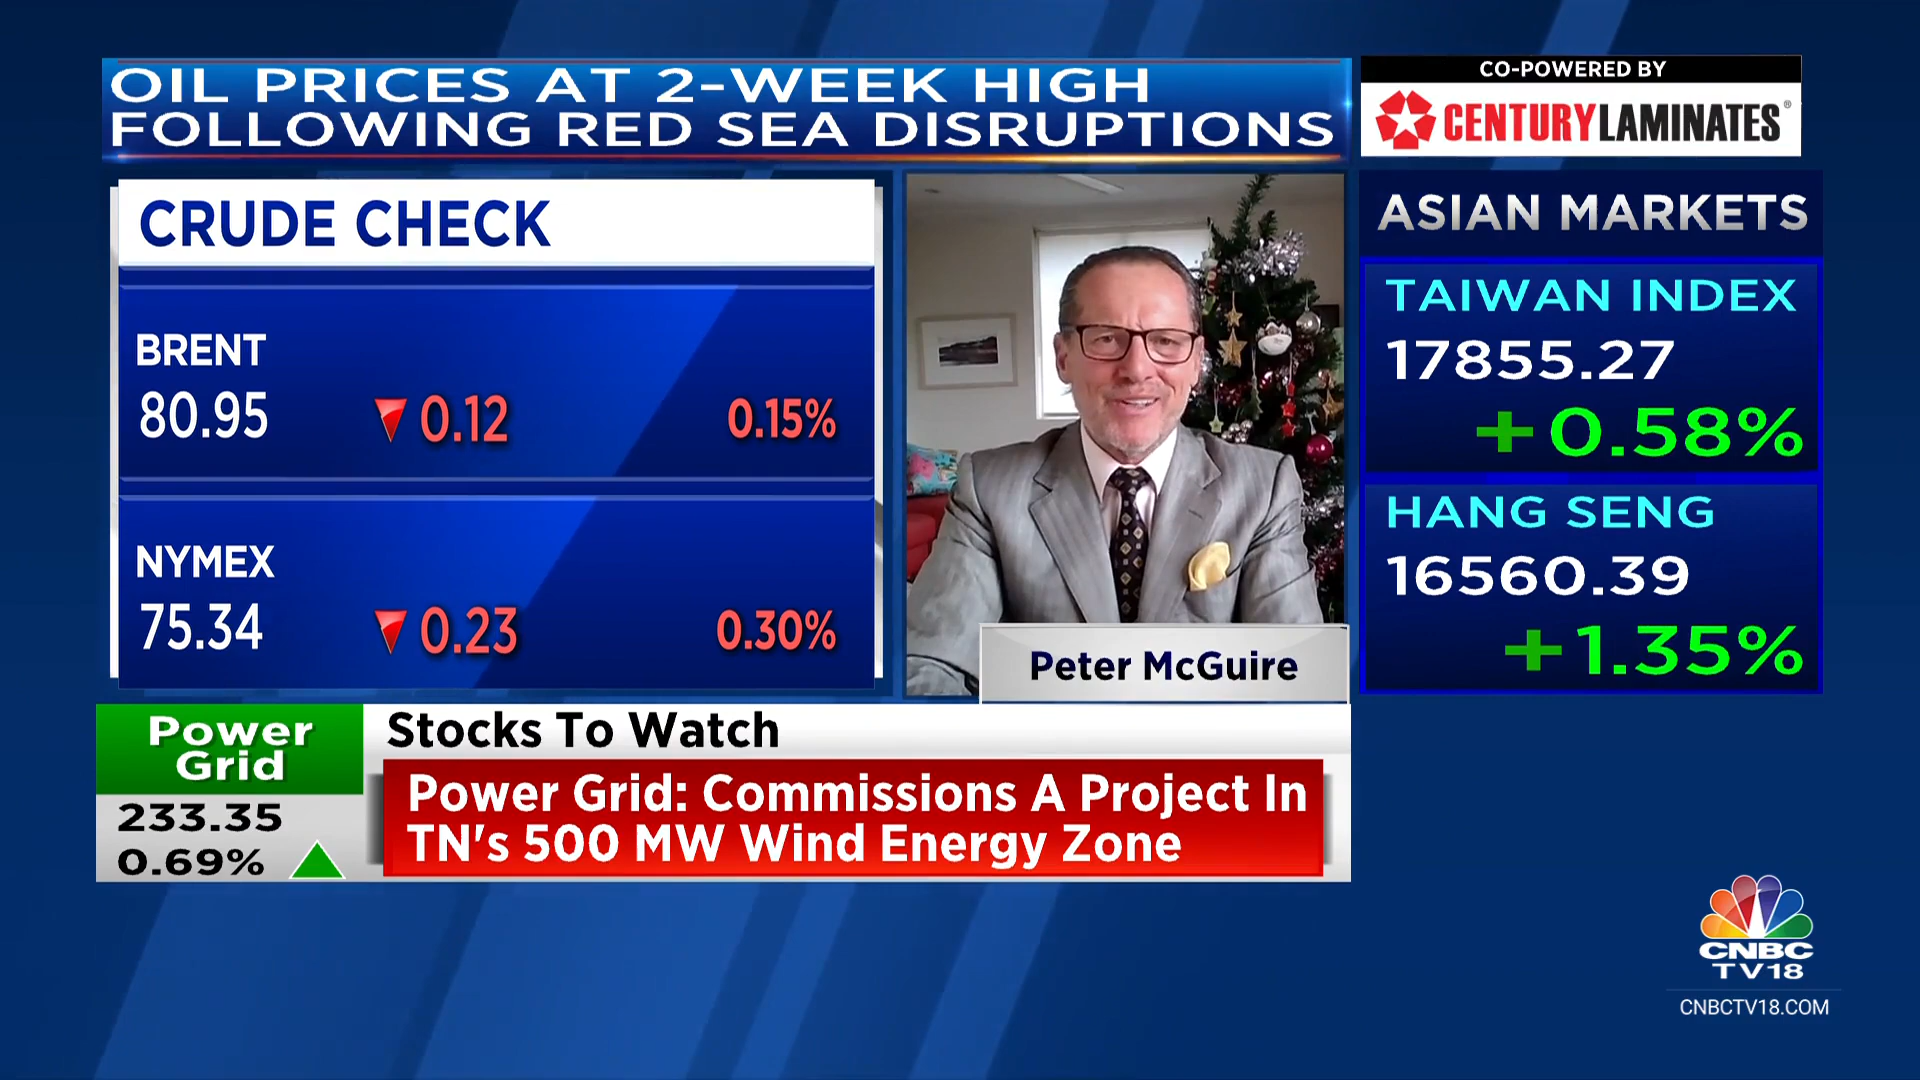 OIL PRICES AT 2-WEEK HIGH
FOLLOWING RED SEA DISRUPTIONS
CO-POWERED BY
CENTURYLAMINATES®
CRUDE CHECK
BRENT
80.95 ▼ 0.12 0.15%
NYMEX
75.34 ▼ 0.23 0.30%
Peter McGuire
ASIAN MARKETS
TAIWAN INDEX
17855.27
+0.58%
HANG SENG
16560.39
+1.35%
Power
Grid
233.35
0.69% ▲
Stocks To Watch
Power Grid: Commissions A Project In
TN's 500 MW Wind Energy Zone
CNBC
TV18
CNBCTV18.COM